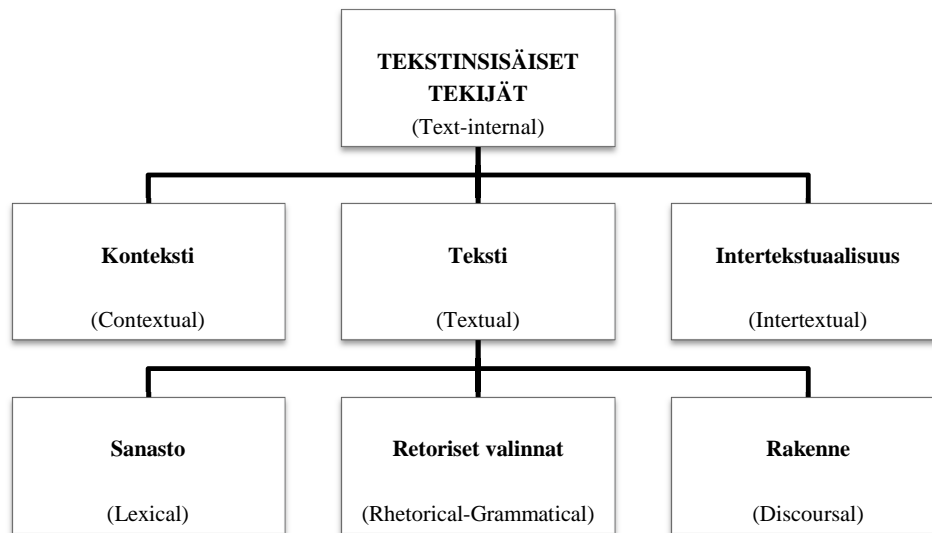 TEKSTINSISÄISET
TEKIJÄT
(Text-internal)
Konteksti
(Contextual)
Teksti
(Textual)
Intertekstuaalisuus
(Intertextual)
Sanasto
(Lexical)
Retoriset valinnat
(Rhetorical-Grammatical)
Rakenne
(Discoursal)